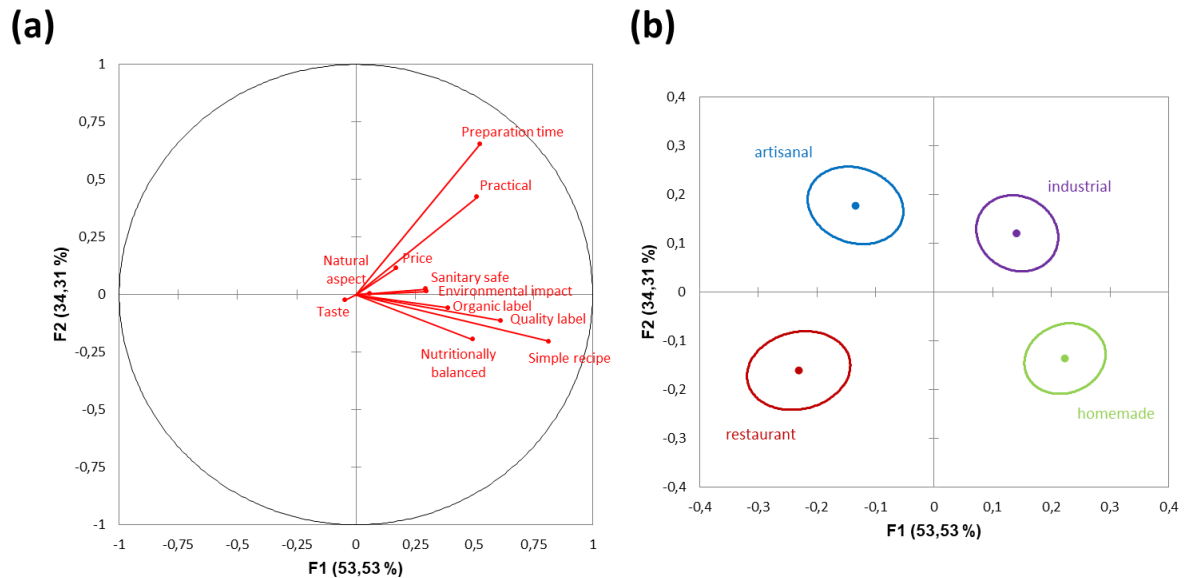 (a)
1
0,75
0,5
0,25
0
-0,25
-0,5
-0,75
-1
F2 (34,31 %)
Preparation time
Practical
Natural
aspect
Price
Sanitary safe
Environmental impact
Organic label
Taste
Quality label
Nutritionally
balanced
Simple recipe
-1 -0,75 -0,5 -0,25 0 0,25 0,5 0,75 1
F1 (53,53 %)
(b)
0,4
0,3
0,2
0,1
0
-0,1
-0,2
-0,3
-0,4
F2 (34,31 %)
artisanal
industrial
restaurant
homemade
-0,4 -0,3 -0,2 -0,1 0 0,1 0,2 0,3 0,4
F1 (53,53 %)